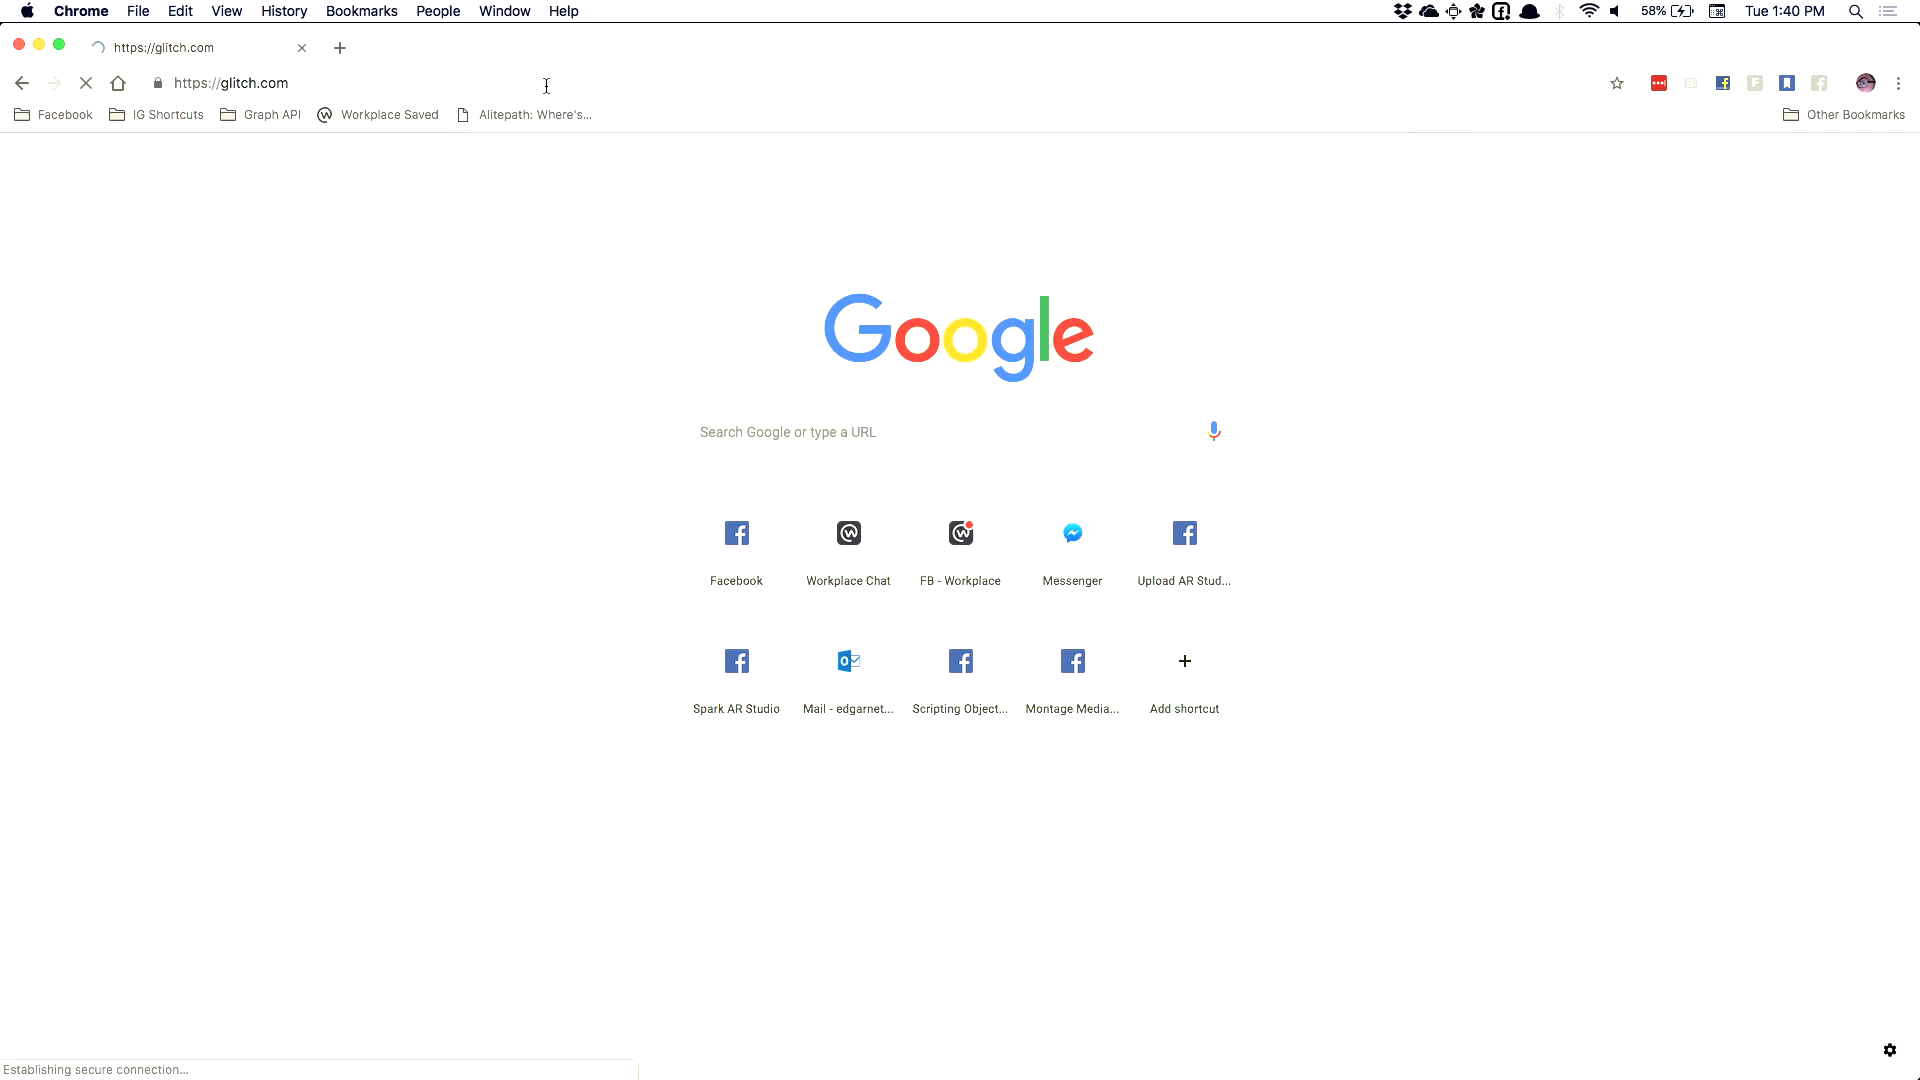 Chrome File Edit View History Bookmarks People Window Help 58% Tue 1:40 PM
https://glitch.com
https://glitch.com
Facebook IG Shortcuts Graph API Workplace Saved Alitepath: Where's... Other Bookmarks
Google
Search Google or type a URL
Facebook Workplace Chat FB - Workplace Messenger Upload AR Stud...
Spark AR Studio Mail - edgarnet... Scripting Object... Montage Media... Add shortcut
Establishing secure connection...